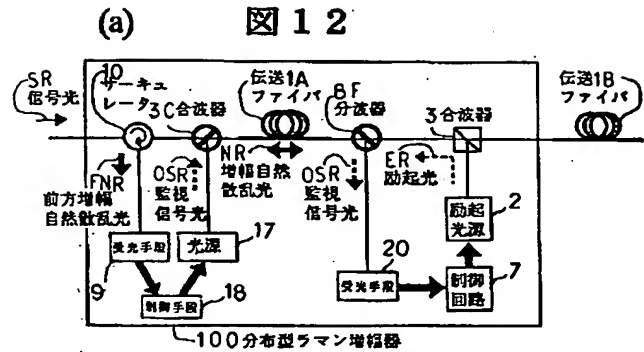 (a) 図12
SR
信号光
10
サーキュ
レータ
3C合波器
伝送1A
ファイバ
8F
分波器
3合波器
伝送1B
ファイバ
FNR
前方増幅
自然散乱光
OSR
監視
信号光
NR
増幅自然
散乱光
OSR
監視
信号光
ER
励起光
励起
光源
2
光源
17
受光手段
9
制御手段
18
受光手段
20
制御
回路
7
100分布型ラマン増幅器